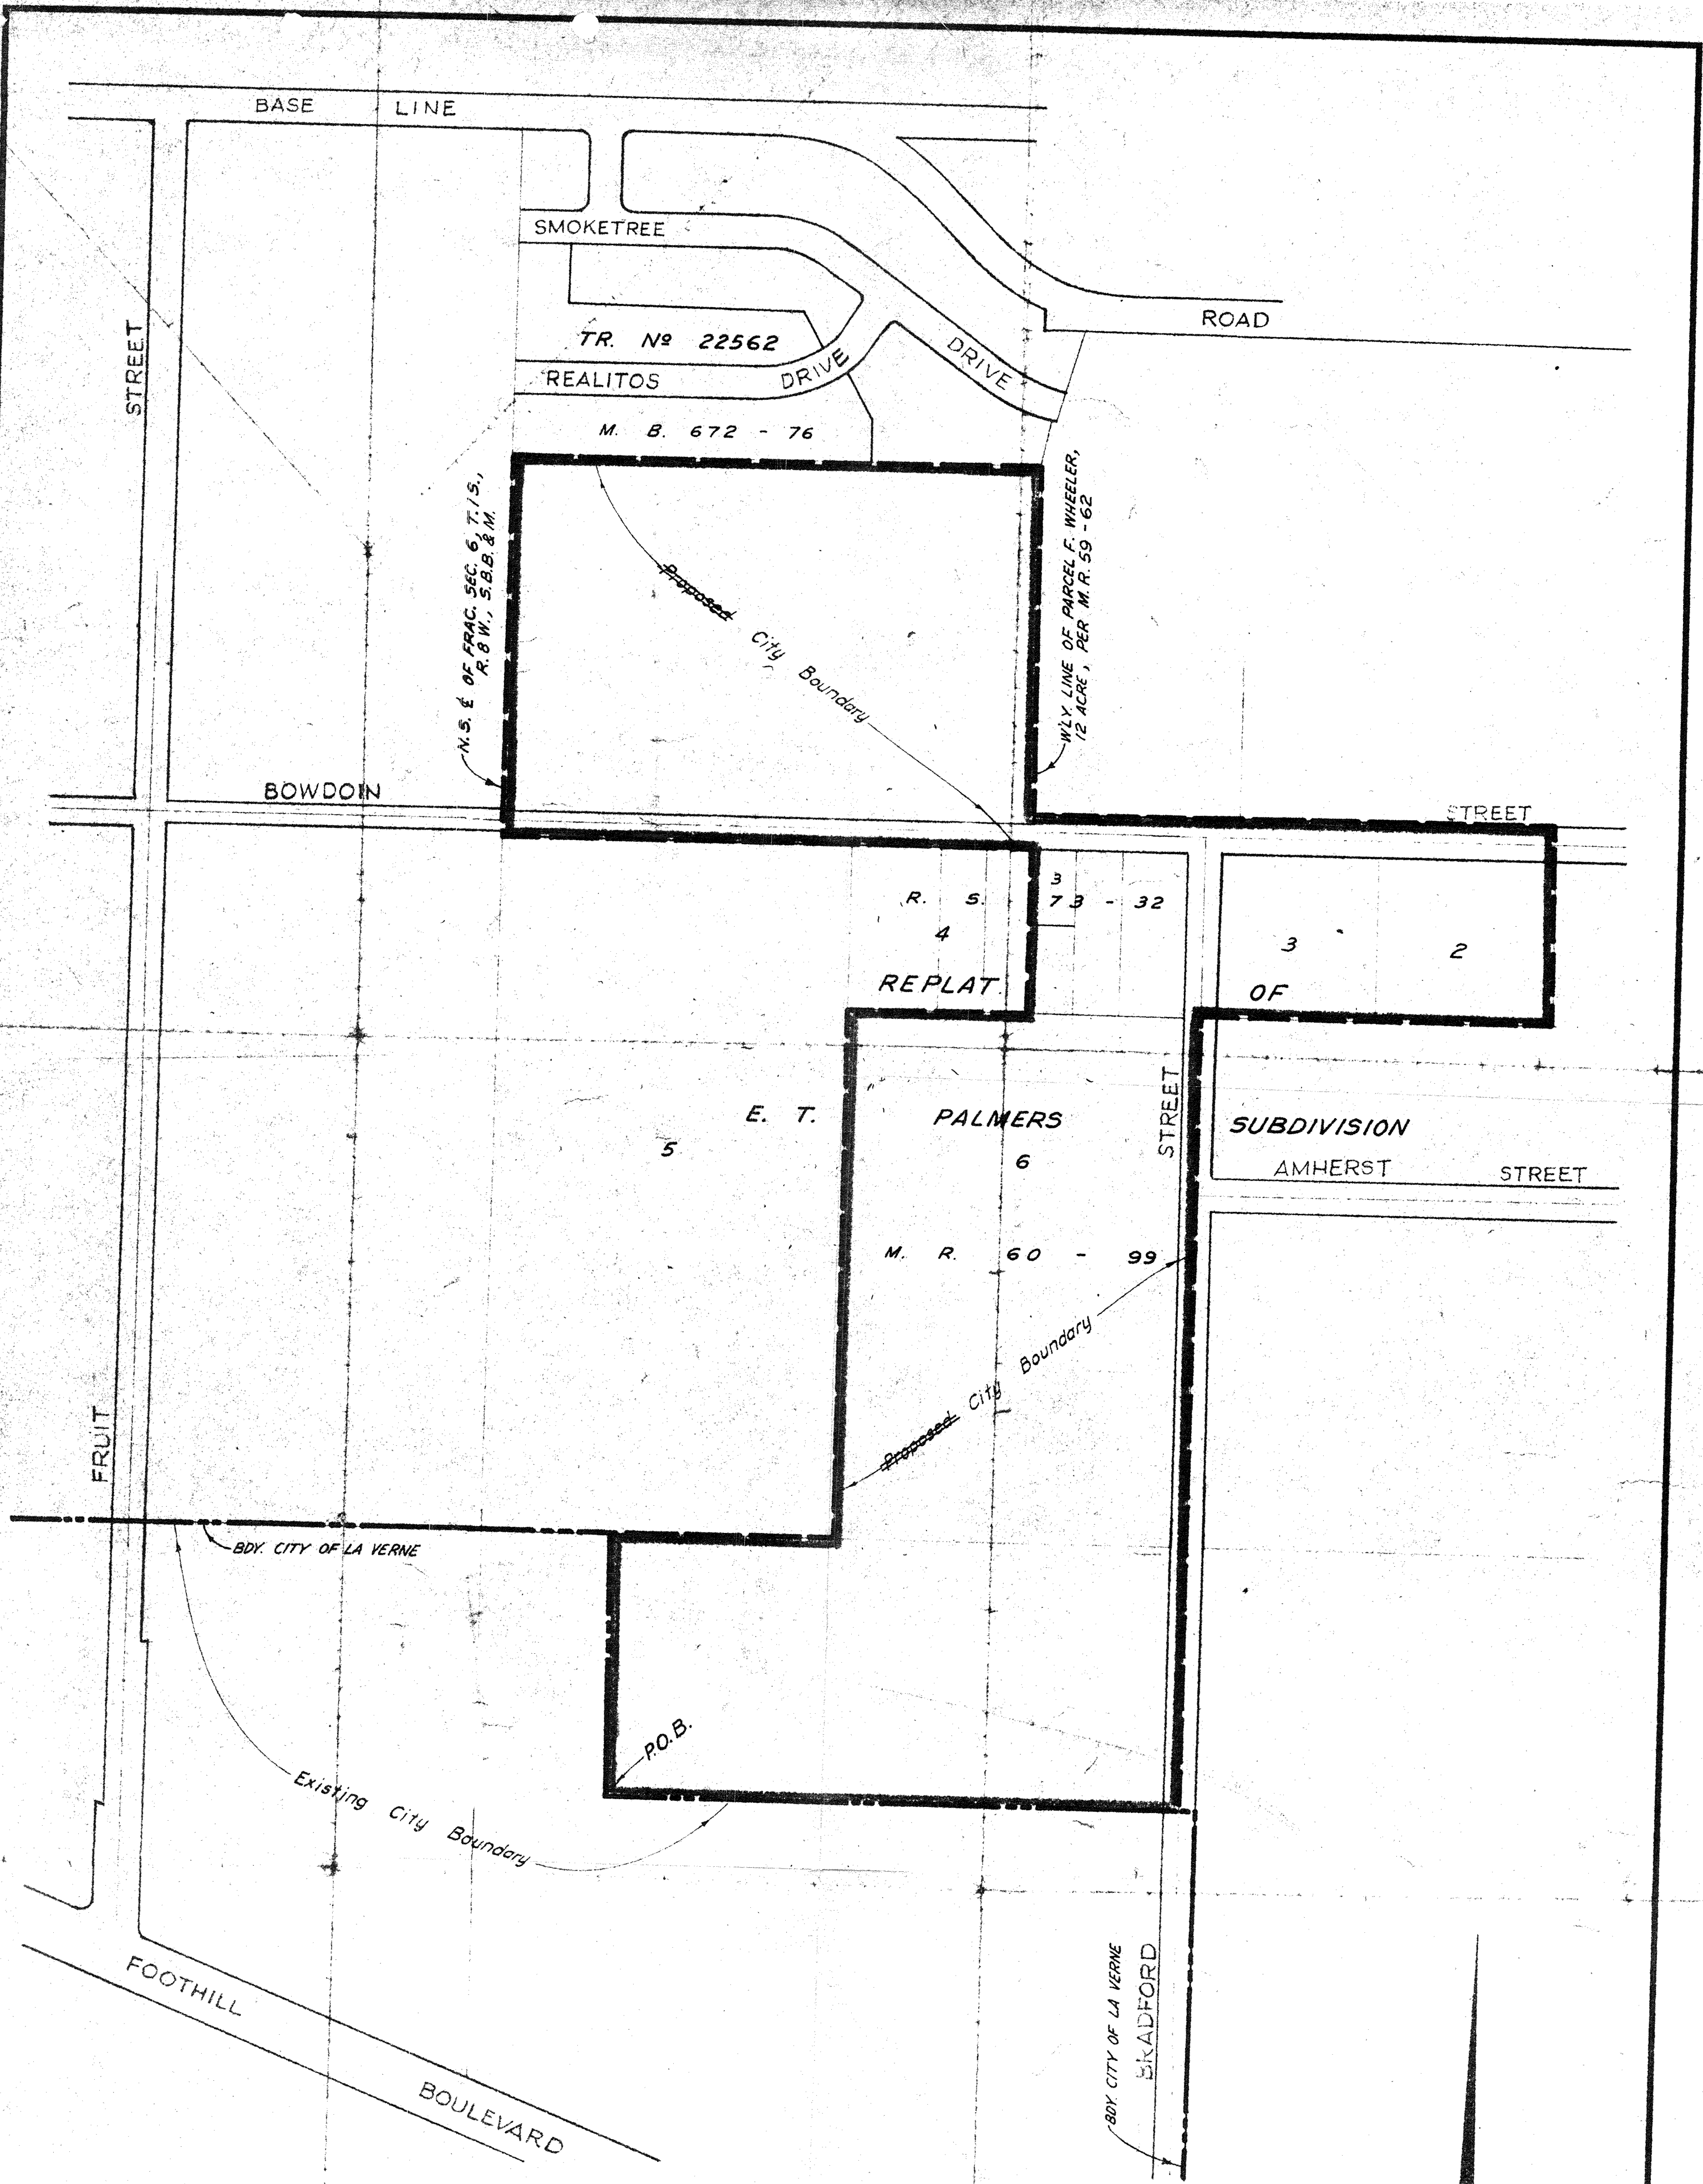 BASE LINE
SMOKETREE
ROAD
STREET
TR. Nº 22562
DRIVE
DRIVE
REALITOS
M. B. 672 - 76
N.S. ¢ OF FRAC. SEC. 6, T. 1 S.,
R. 8 W., S.B.B. & M.
W'LY. LINE OF PARCEL F. WHEELER,
12 ACRE, PER M.R. 59 - 62
Proposed City Boundary
BOWDOIN
STREET
3
R. S. 73 - 32
4
3 2
REPLAT OF
E. T. PALMERS SUBDIVISION
5
6
STREET
AMHERST STREET
M. R. 60 - 99
Proposed City Boundary
FRUIT
BDY. CITY OF LA VERNE
P.O.B.
Existing City Boundary
BDY. CITY OF LA VERNE
BRADFORD
FOOTHILL
BOULEVARD